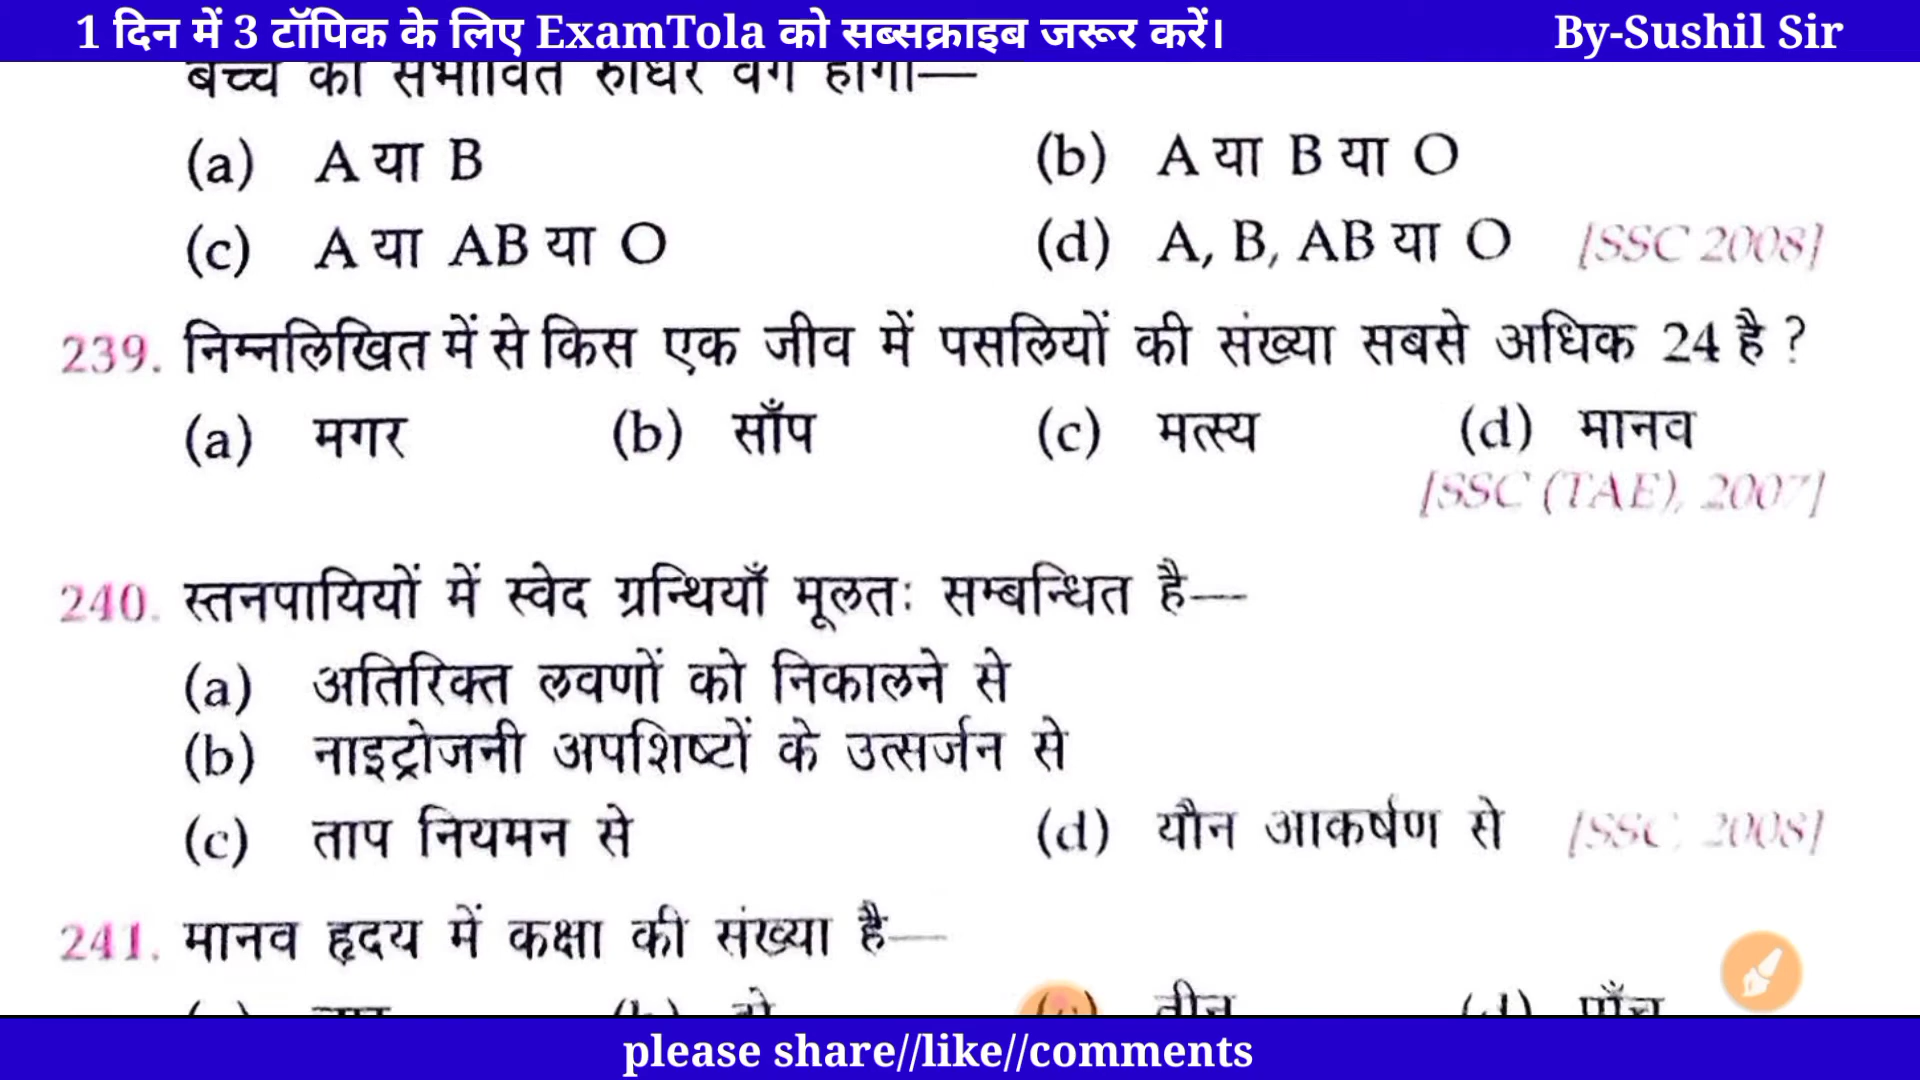 1 दिन में 3 टॉपिक के लिए ExamTola को सब्सक्राइब जरूर करें। By-Sushil Sir
बच्चे का संभावित रुधिर वर्ग होगा—
(a) A या B (b) A या B या O
(c) A या AB या O (d) A, B, AB या O [SSC 2008]
239. निम्नलिखित में से किस एक जीव में पसलियों की संख्या सबसे अधिक 24 है ?
(a) मगर (b) साँप (c) मत्स्य (d) मानव
[SSC (TAE), 2007]
240. स्तनपायियों में स्वेद ग्रन्थियाँ मूलतः सम्बन्धित है—
(a) अतिरिक्त लवणों को निकालने से
(b) नाइट्रोजनी अपशिष्टों के उत्सर्जन से
(c) ताप नियमन से (d) यौन आकर्षण से [SSC, 2008]
241. मानव हृदय में कक्षा की संख्या है—
(b) दो (c) तीन (d) पाँच
please share//like//comments